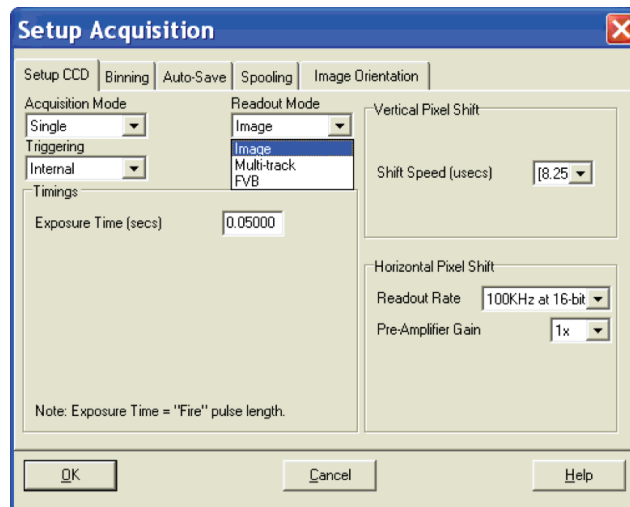 Setup Acquisition
Setup CCD
Binning
Auto-Save
Spooling
Image Orientation
Acquisition Mode
Single
Readout Mode
Image
Image
Multi-track
FVB
Triggering
Internal
Timings
Exposure Time (secs)
0.05000
Note: Exposure Time = "Fire" pulse length.
Vertical Pixel Shift
Shift Speed (usecs)
[8.25
Horizontal Pixel Shift
Readout Rate
100KHz at 16-bit
Pre-Amplifier Gain
1x
OK
Cancel
Help